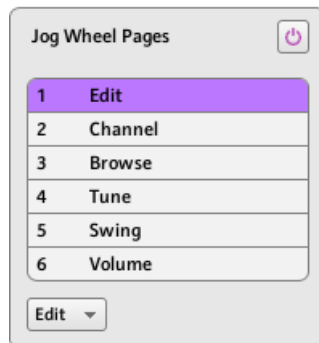 Jog Wheel Pages
1 Edit
2 Channel
3 Browse
4 Tune
5 Swing
6 Volume
Edit